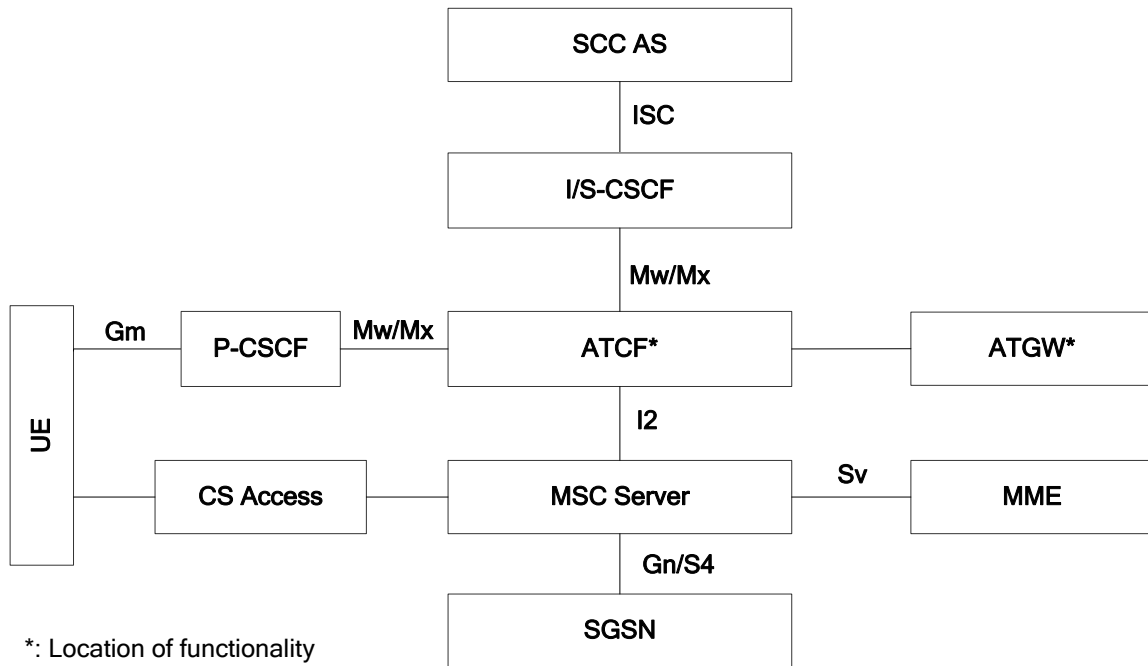 SCC AS
ISC
I/S-CSCF
Mw/Mx
Gm
P-CSCF
Mw/Mx
ATCF*
ATGW*
UE
I2
CS Access
MSC Server
Sv
MME
Gn/S4
SGSN
*: Location of functionality